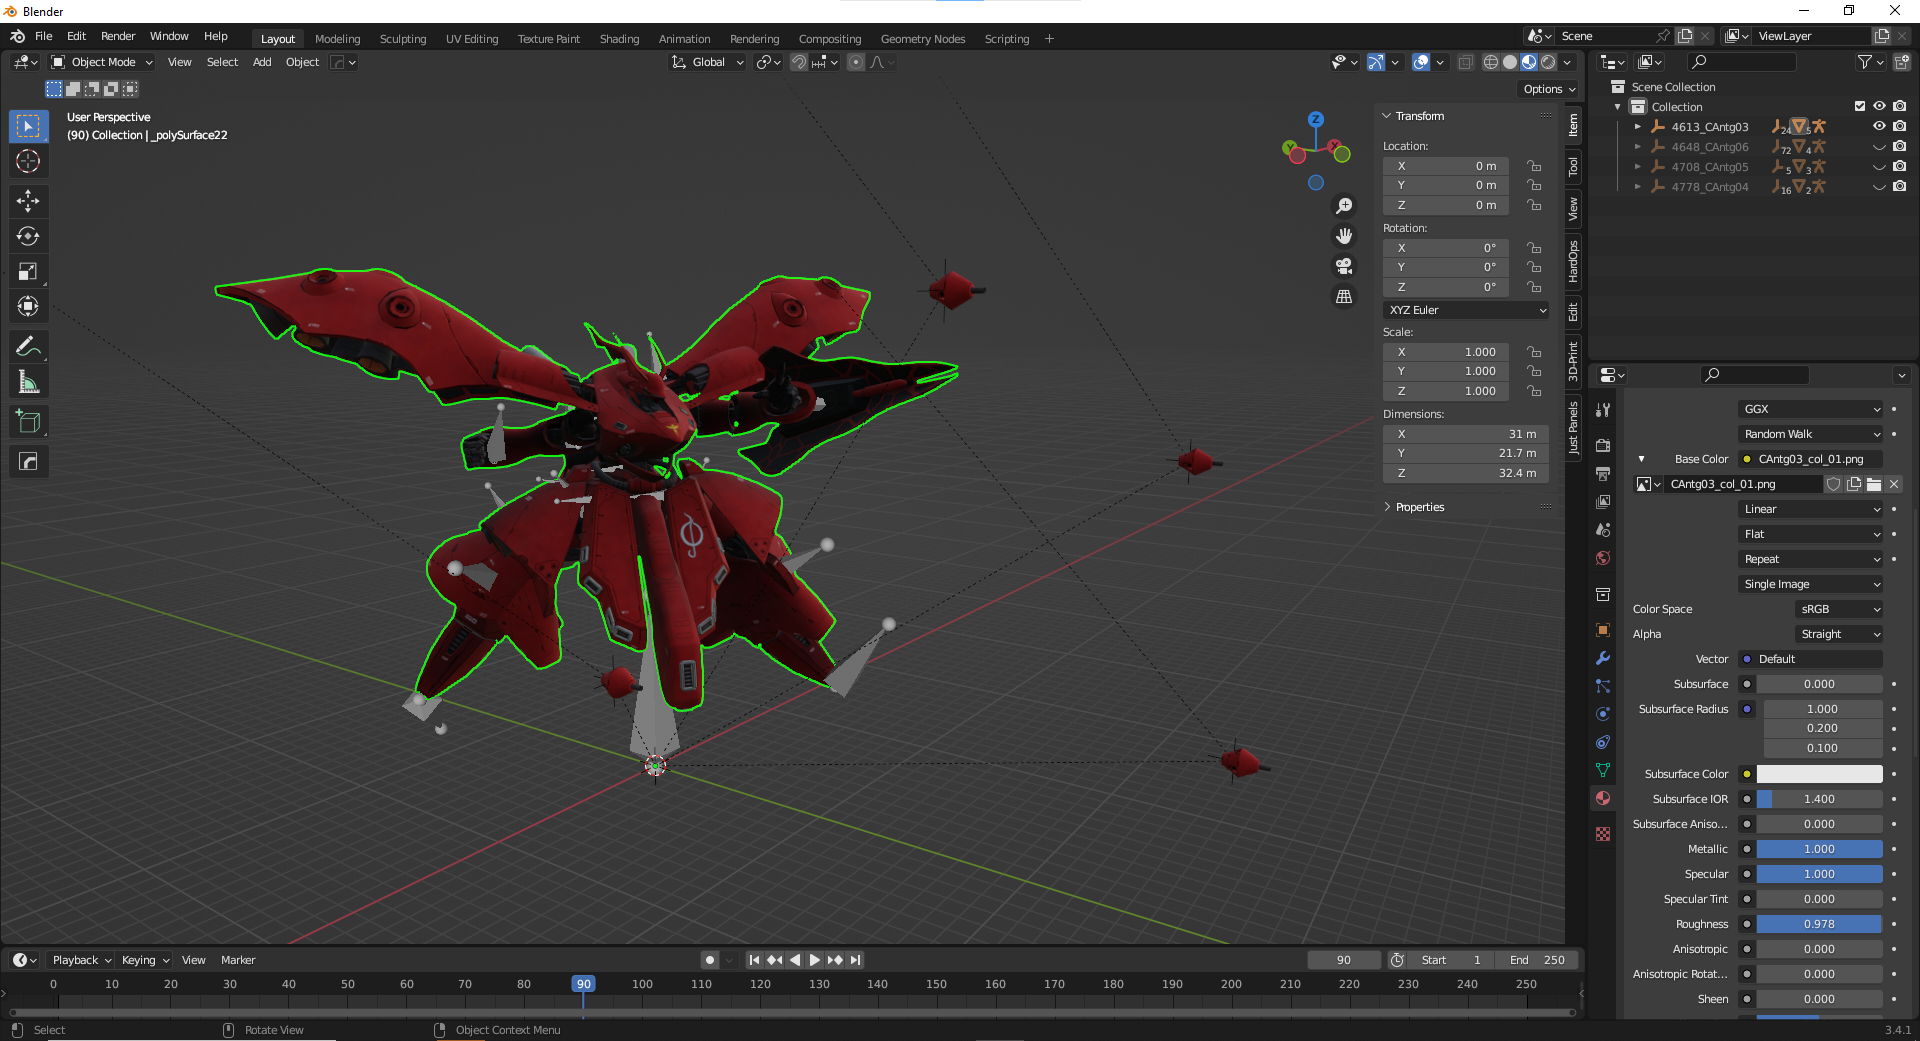 Blender
File Edit Render Window Help
Layout Modeling Sculpting UV Editing Texture Paint Shading Animation Rendering Compositing Geometry Nodes Scripting +
Scene
ViewLayer
Object Mode View Select Add Object
Global
Options
User Perspective
(90) Collection | _polySurface22
Z
Y
X
Transform
Location:
X 0 m
Y 0 m
Z 0 m
Rotation:
X 0°
Y 0°
Z 0°
XYZ Euler
Scale:
X 1.000
Y 1.000
Z 1.000
Dimensions:
X 31 m
Y 21.7 m
Z 32.4 m
Properties
Item
Tool
View
HardOps
Edit
3D-Print
Just Panels
Scene Collection
Collection
4613_CAntg03 24 5
4648_CAntg06 72 4
4708_CAntg05 5 3
4778_CAntg04 16 2
GGX
Random Walk
Base Color CAntg03_col_01.png
CAntg03_col_01.png
Linear
Flat
Repeat
Single Image
Color Space sRGB
Alpha Straight
Vector Default
Subsurface 0.000
Subsurface Radius 1.000
0.200
0.100
Subsurface Color
Subsurface IOR 1.400
Subsurface Aniso... 0.000
Metallic 1.000
Specular 1.000
Specular Tint 0.000
Roughness 0.978
Anisotropic 0.000
Anisotropic Rotat... 0.000
Sheen 0.000
Playback Keying View Marker
90 Start 1 End 250
0 10 20 30 40 50 60 70 80 90 100 110 120 130 140 150 160 170 180 190 200 210 220 230 240 250
Select Rotate View Object Context Menu
3.4.1